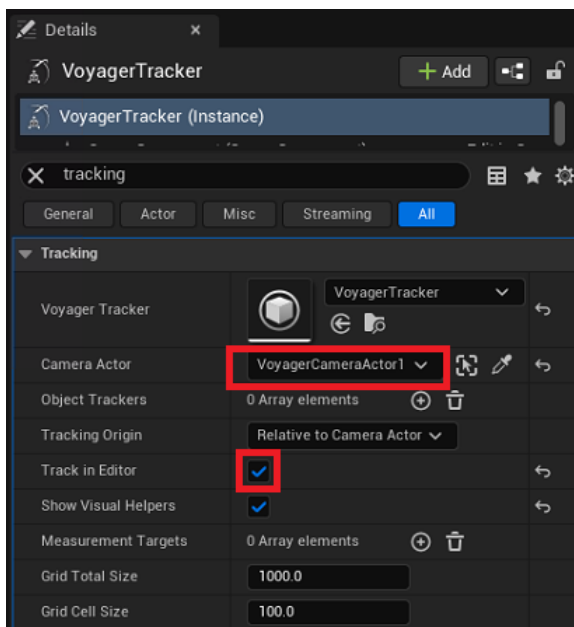 Details
VoyagerTracker
Add
VoyagerTracker (Instance)
tracking
General Actor Misc Streaming All
Tracking
Voyager Tracker VoyagerTracker
Camera Actor VoyagerCameraActor1
Object Trackers 0 Array elements
Tracking Origin Relative to Camera Actor
Track in Editor
Show Visual Helpers
Measurement Targets 0 Array elements
Grid Total Size 1000.0
Grid Cell Size 100.0